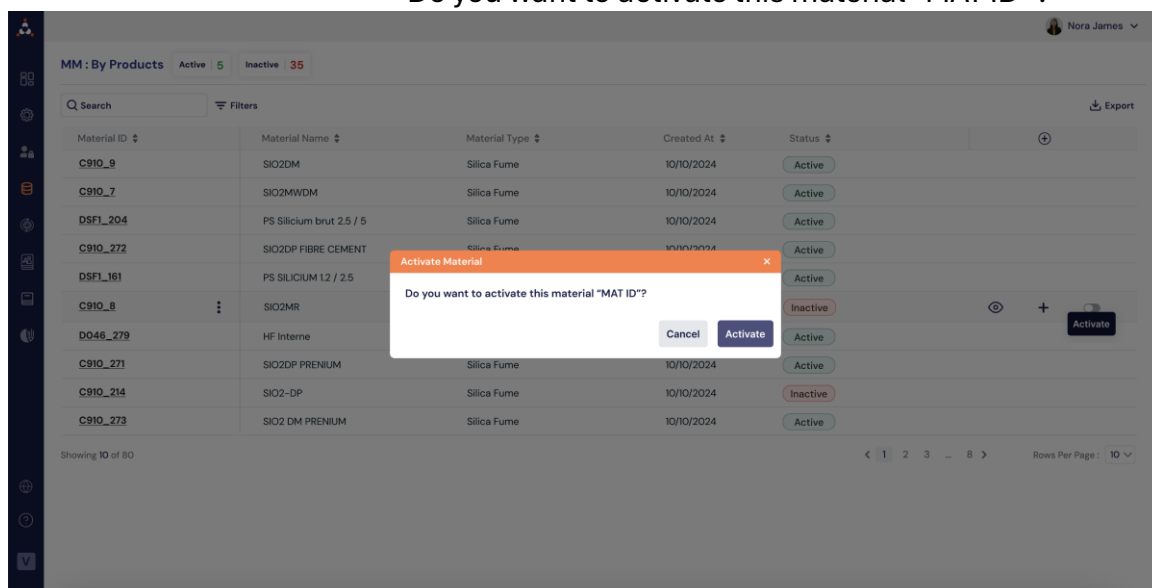 Do you want to activate this material "MAT ID"?
Nora James
MM : By Products Active 5 Inactive 35
Search Filters Export
Material ID Material Name Material Type Created At Status
C910_9 SIO2DM Silica Fume 10/10/2024 Active
C910_7 SIO2MWDM Silica Fume 10/10/2024 Active
DSF1_204 PS Silicium brut 2.5 / 5 Silica Fume 10/10/2024 Active
C910_272 SIO2DP FIBRE CEMENT Silica Fume 10/10/2024 Active
DSF1_161 PS SILICIUM 1.2 / 2.5 Active
Activate Material
Do you want to activate this material "MAT ID"?
C910_8 SIO2MR Inactive
Cancel Activate
Activate
D046_279 HF Interne Active
C910_271 SIO2DP PRENIUM Silica Fume 10/10/2024 Active
C910_214 SIO2-DP Silica Fume 10/10/2024 Inactive
C910_273 SIO2 DM PRENIUM Silica Fume 10/10/2024 Active
Showing 10 of 80 1 2 3 ... 8 Rows Per Page : 10
V